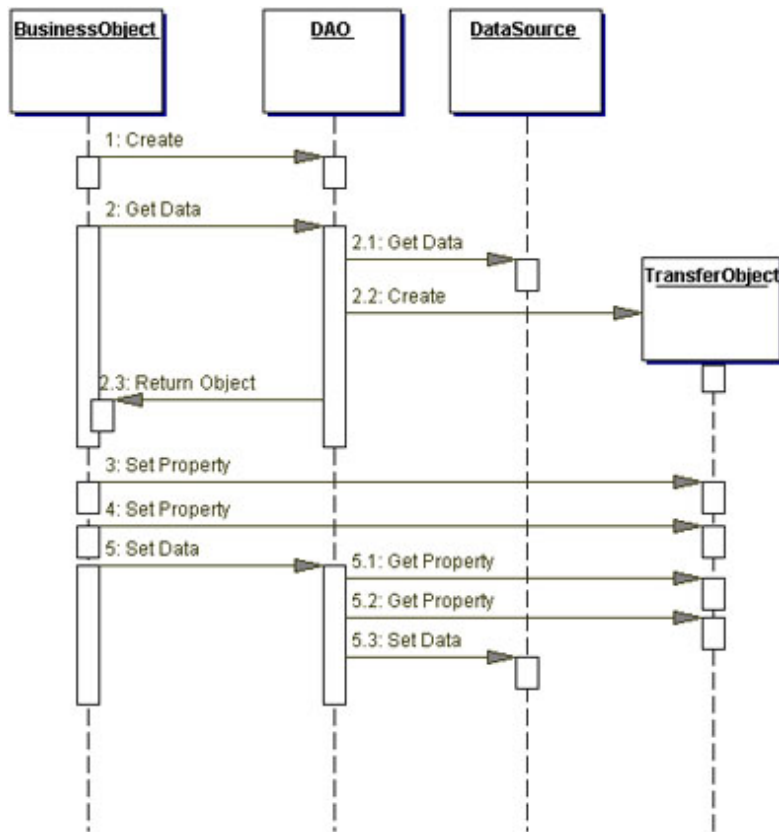 BusinessObject
DAO
DataSource
1: Create
2: Get Data
2.1: Get Data
TransferObject
2.2: Create
2.3: Return Object
3: Set Property
4: Set Property
5: Set Data
5.1: Get Property
5.2: Get Property
5.3: Set Data